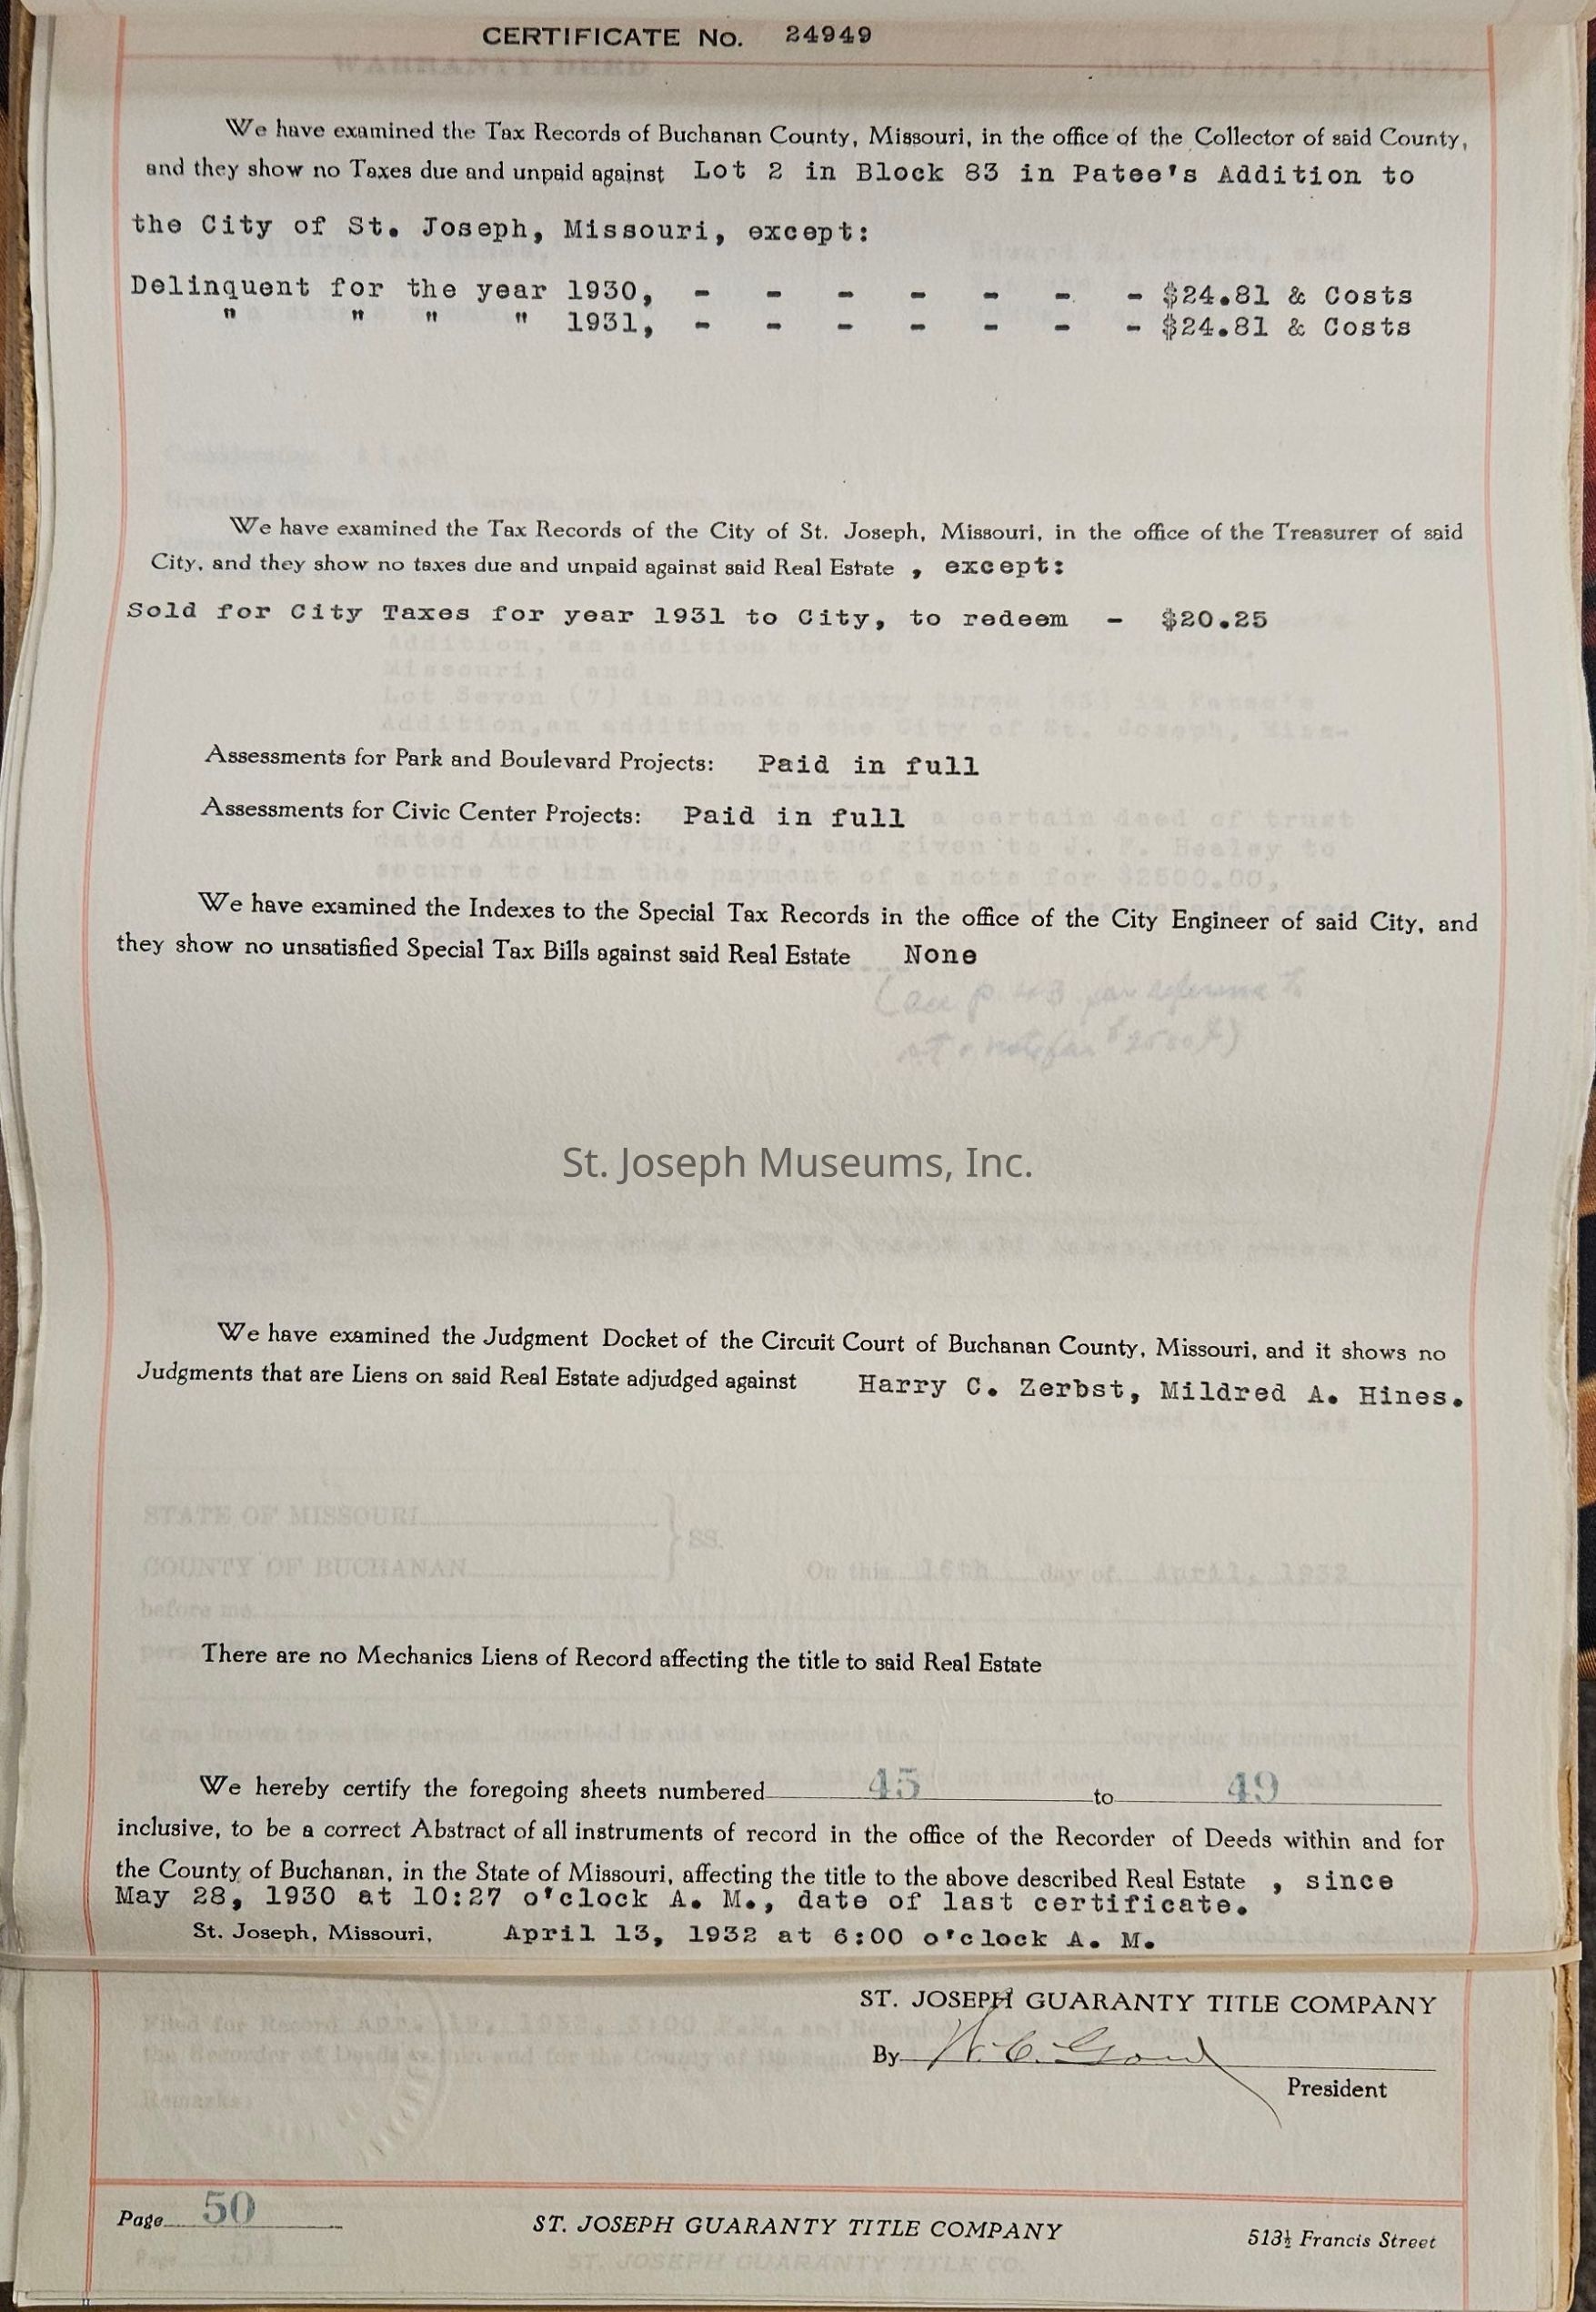 CERTIFICATE No. 24949
We have examined the Tax Records of Buchanan County, Missouri, in the office of the Collector of said County,
and they show no Taxes due and unpaid against Lot 2 in Block 83 in Patee's Addition to
the City of St. Joseph, Missouri, except:
Delinquent for the year 1930, - - - - - - - $24.81 & Costs
" " " " 1931, - - - - - - - $24.81 & Costs
We have examined the Tax Records of the City of St. Joseph, Missouri, in the office of the Treasurer of said
City, and they show no taxes due and unpaid against said Real Estate , except:
Sold for City Taxes for year 1931 to City, to redeem - $20.25
Assessments for Park and Boulevard Projects: Paid in full
Assessments for Civic Center Projects: Paid in full
We have examined the Indexes to the Special Tax Records in the office of the City Engineer of said City, and
they show no unsatisfied Special Tax Bills against said Real Estate None
St. Joseph Museums, Inc.
We have examined the Judgment Docket of the Circuit Court of Buchanan County, Missouri, and it shows no
Judgments that are Liens on said Real Estate adjudged against Harry C. Zerbst, Mildred A. Hines.
There are no Mechanics Liens of Record affecting the title to said Real Estate
We hereby certify the foregoing sheets numbered 45 to 49
inclusive, to be a correct Abstract of all instruments of record in the office of the Recorder of Deeds within and for
the County of Buchanan, in the State of Missouri, affecting the title to the above described Real Estate , since
May 28, 1930 at 10:27 o'clock A. M., date of last certificate.
St. Joseph, Missouri, April 13, 1932 at 6:00 o'clock A. M.
ST. JOSEPH GUARANTY TITLE COMPANY
By
President
Page 50
ST. JOSEPH GUARANTY TITLE COMPANY
513½ Francis Street